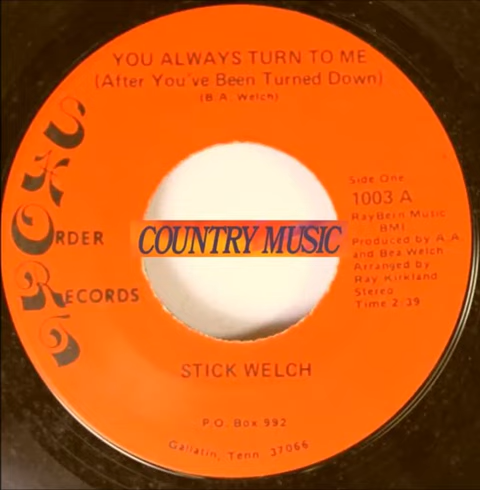 YOU ALWAYS TURN TO ME
(After You've Been Turned Down)
(B.A. Welch)
SHORT
RDER
ECORDS
Side One
1003 A
RayBern Music
BMI
Produced by A.A.
and Bea Welch
Arranged by
Ray Kirkland
Stereo
Time 2:39
COUNTRY MUSIC
STICK WELCH
P.O. Box 992
Gallatin, Tenn. 37066